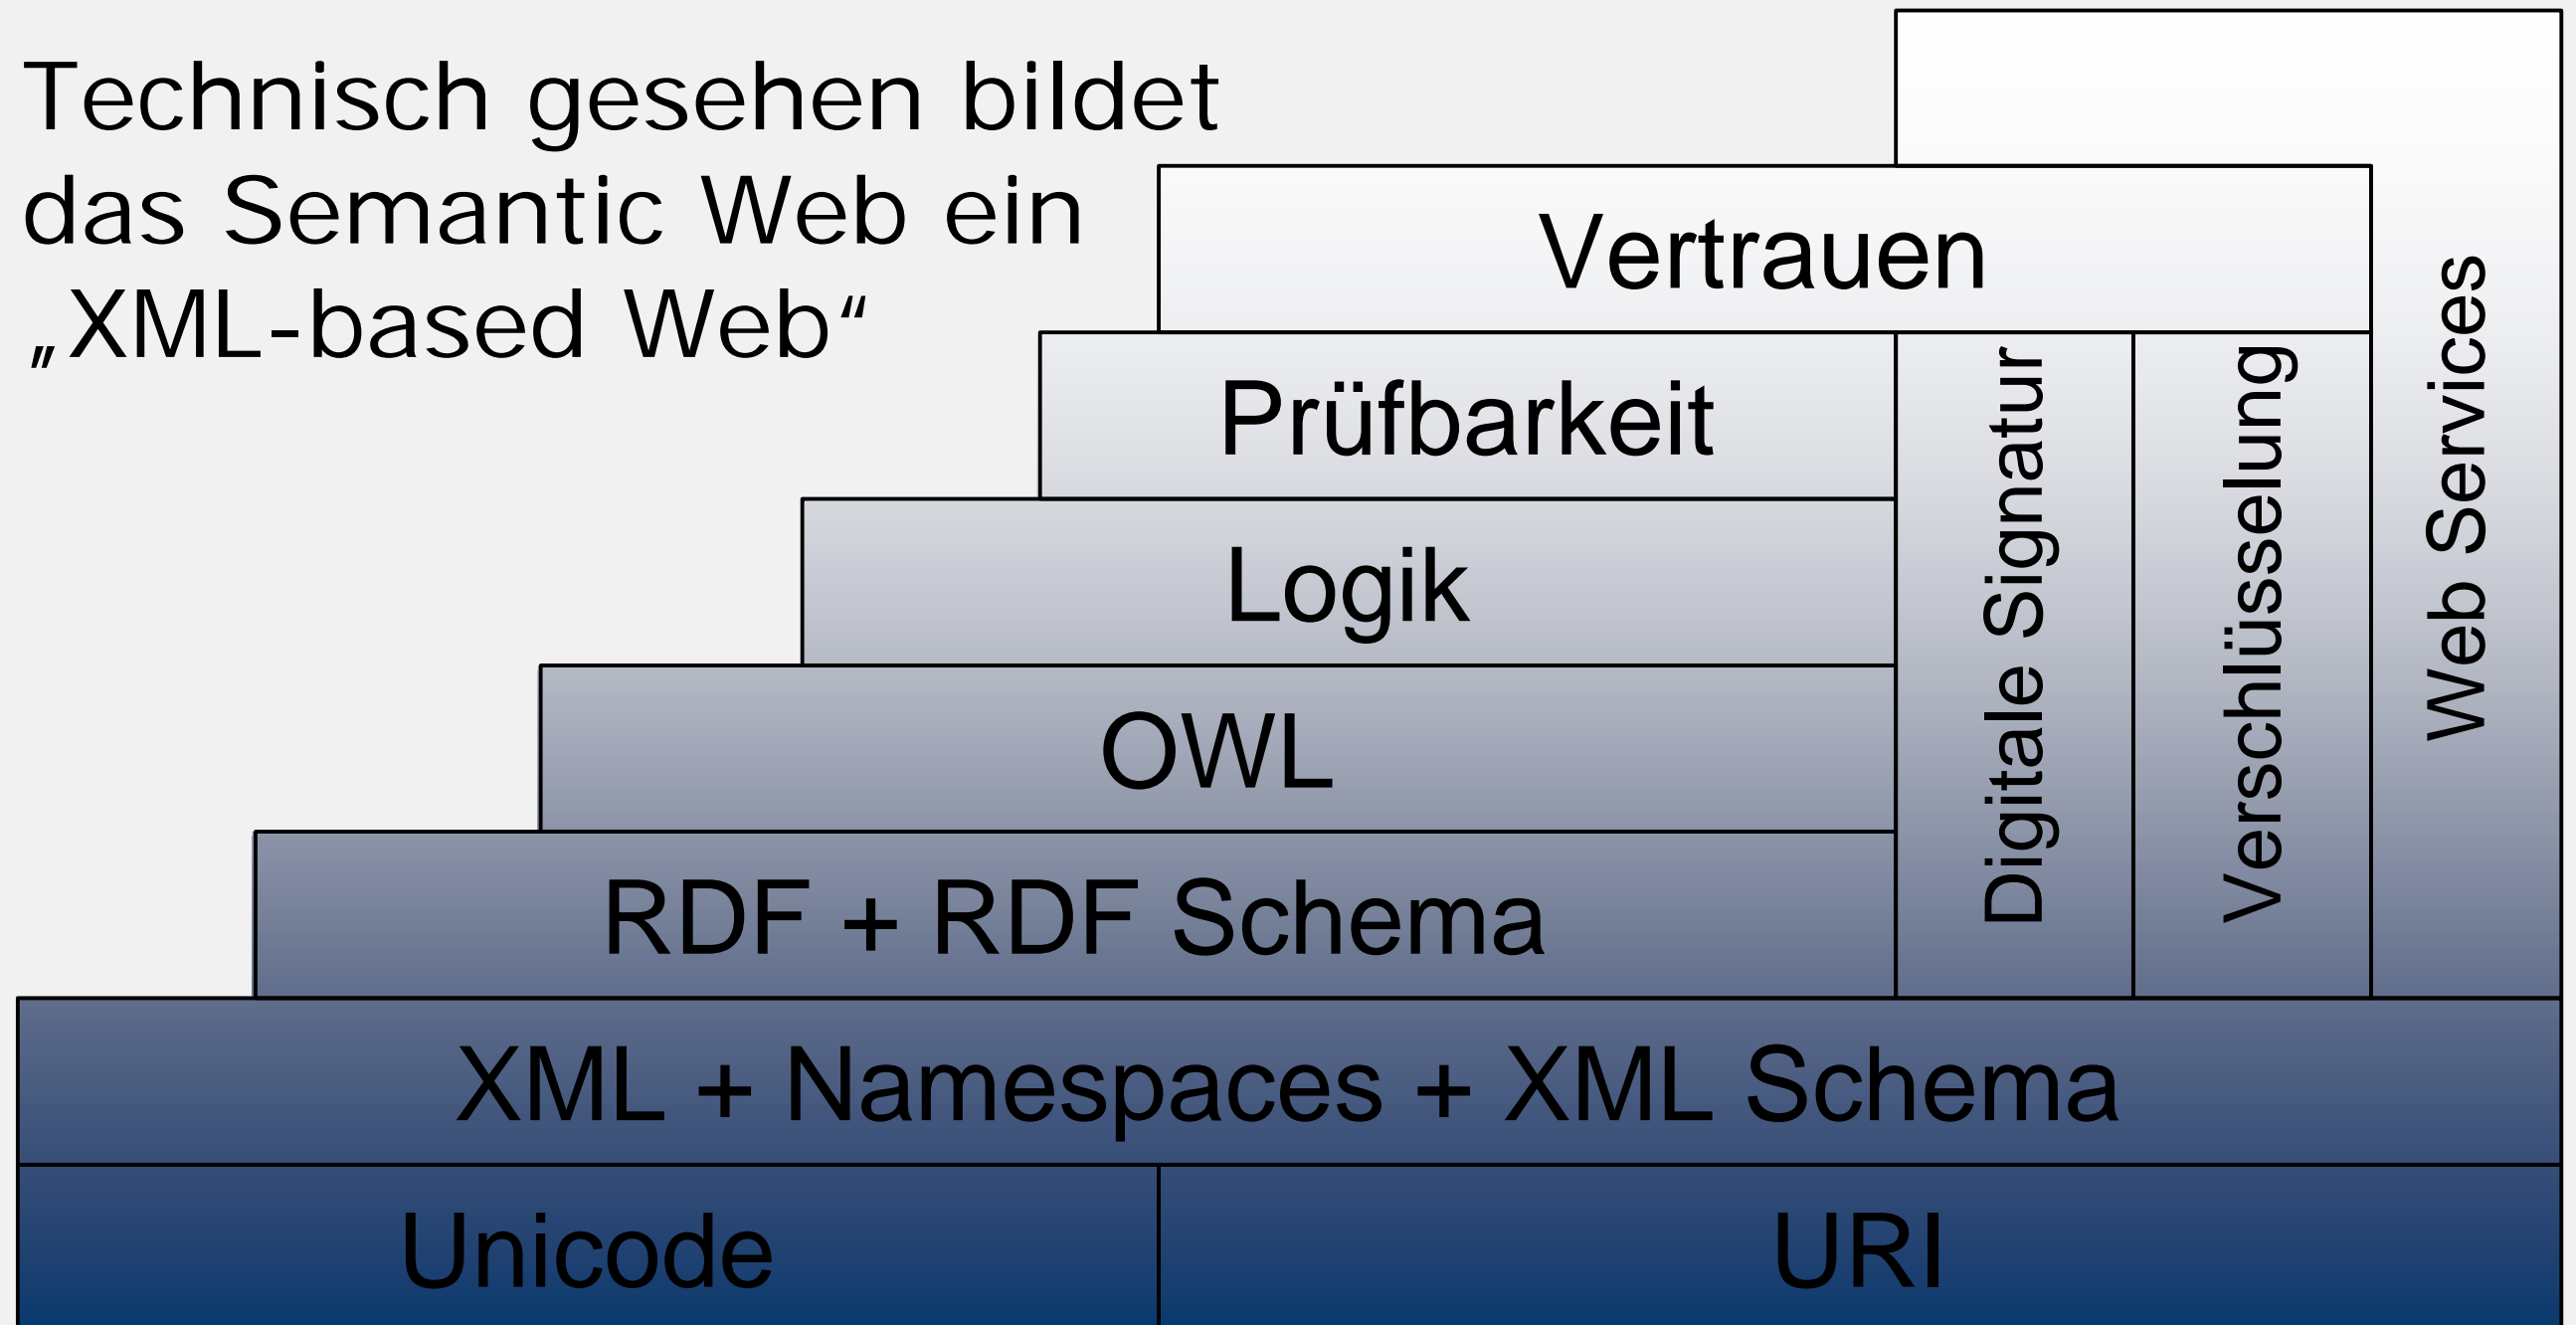 Technisch gesehen bildet
das Semantic Web ein
„XML-based Web“
Vertrauen
Prüfbarkeit
Logik
OWL
RDF + RDF Schema
Digitale Signatur
Verschlüsselung
Web Services
XML + Namespaces + XML Schema
Unicode
URI